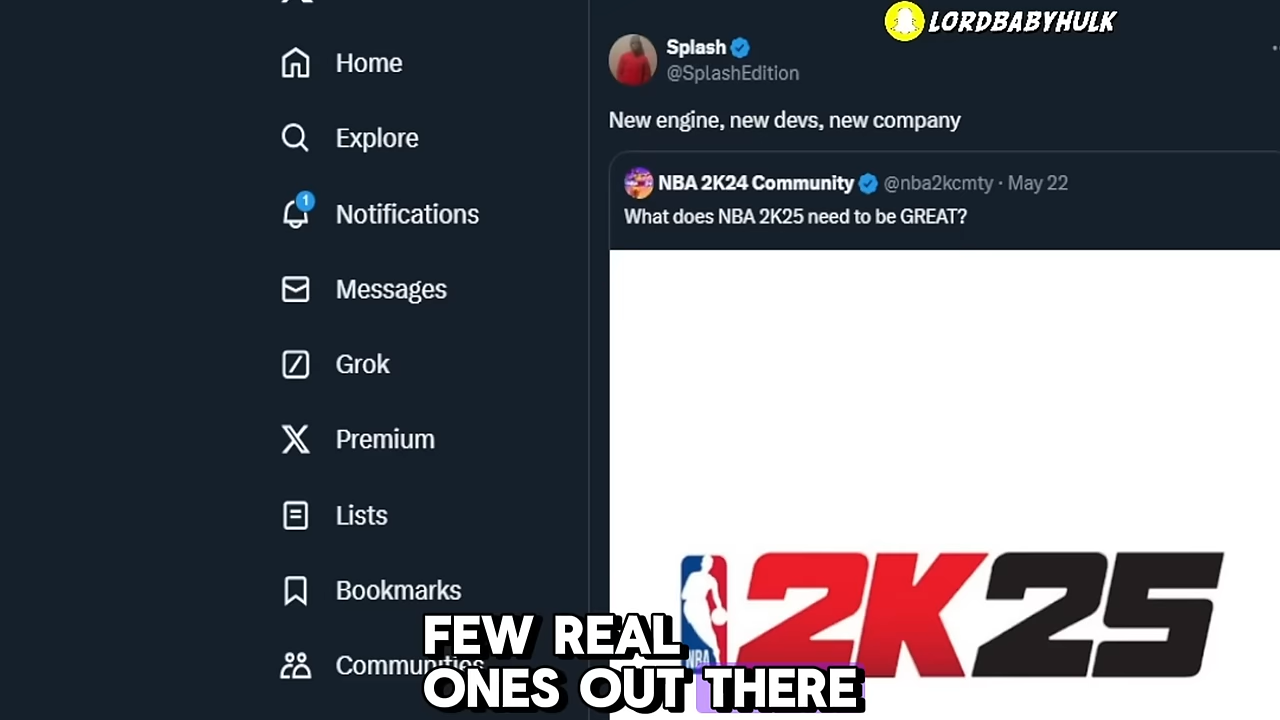 LORDBABYHULK
Home
Explore
1
Notifications
Messages
Grok
Premium
Lists
Bookmarks
Communities
Splash
@SplashEdition
New engine, new devs, new company
NBA 2K24 Community @nba2kcmty · May 22
What does NBA 2K25 need to be GREAT?
NBA 2K25
FEW REAL
ONES OUT THERE